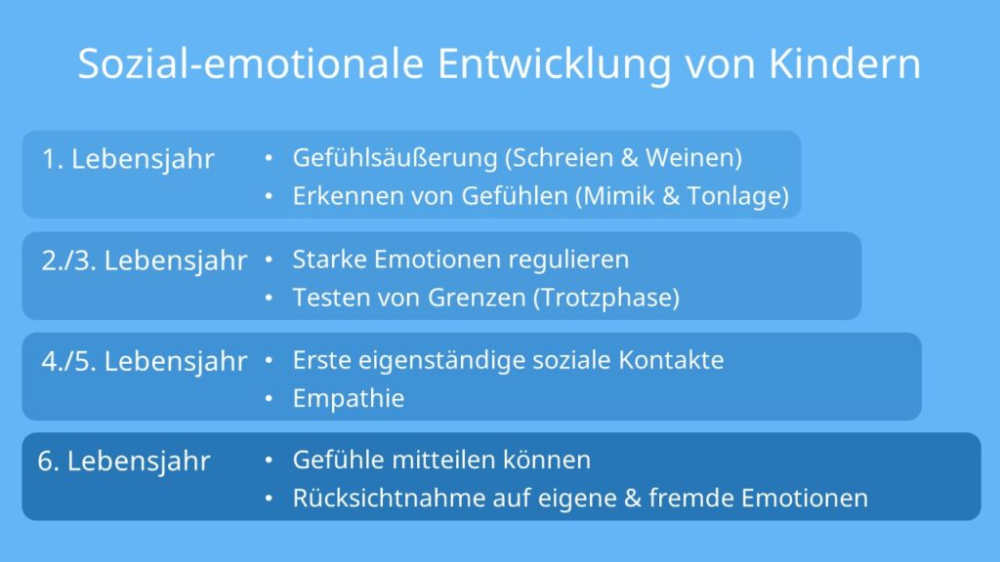 Sozial-emotionale Entwicklung von Kindern
1. Lebensjahr
• Gefühlsäußerung (Schreien & Weinen)
• Erkennen von Gefühlen (Mimik & Tonlage)
2./3. Lebensjahr
• Starke Emotionen regulieren
• Testen von Grenzen (Trotzphase)
4./5. Lebensjahr
• Erste eigenständige soziale Kontakte
• Empathie
6. Lebensjahr
• Gefühle mitteilen können
• Rücksichtnahme auf eigene & fremde Emotionen